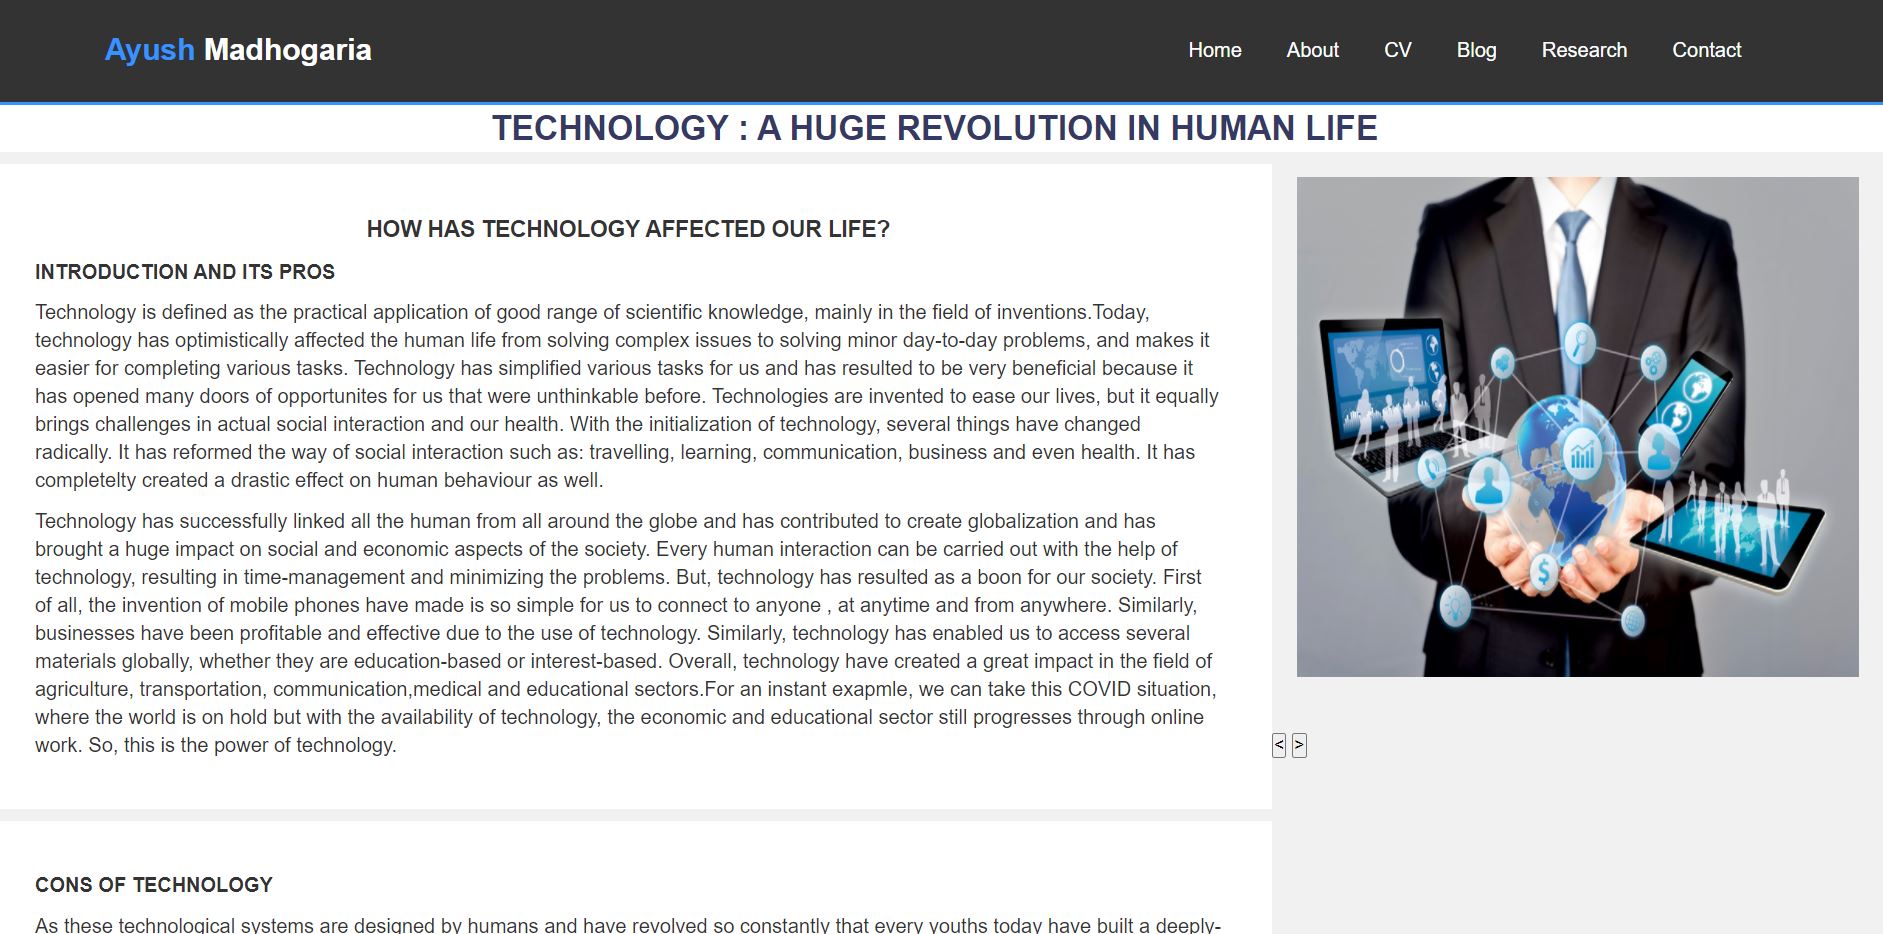 Ayush Madhogaria
Home About CV Blog Research Contact
TECHNOLOGY : A HUGE REVOLUTION IN HUMAN LIFE
HOW HAS TECHNOLOGY AFFECTED OUR LIFE?
INTRODUCTION AND ITS PROS
Technology is defined as the practical application of good range of scientific knowledge, mainly in the field of inventions.Today,
technology has optimistically affected the human life from solving complex issues to solving minor day-to-day problems, and makes it
easier for completing various tasks. Technology has simplified various tasks for us and has resulted to be very beneficial because it
has opened many doors of opportunites for us that were unthinkable before. Technologies are invented to ease our lives, but it equally
brings challenges in actual social interaction and our health. With the initialization of technology, several things have changed
radically. It has reformed the way of social interaction such as: travelling, learning, communication, business and even health. It has
completelty created a drastic effect on human behaviour as well.
Technology has successfully linked all the human from all around the globe and has contributed to create globalization and has
brought a huge impact on social and economic aspects of the society. Every human interaction can be carried out with the help of
technology, resulting in time-management and minimizing the problems. But, technology has resulted as a boon for our society. First
of all, the invention of mobile phones have made is so simple for us to connect to anyone , at anytime and from anywhere. Similarly,
businesses have been profitable and effective due to the use of technology. Similarly, technology has enabled us to access several
materials globally, whether they are education-based or interest-based. Overall, technology have created a great impact in the field of
agriculture, transportation, communication,medical and educational sectors.For an instant exapmle, we can take this COVID situation,
where the world is on hold but with the availability of technology, the economic and educational sector still progresses through online
work. So, this is the power of technology.
$
< >
CONS OF TECHNOLOGY
As these technological systems are designed by humans and have revolved so constantly that every youths today have built a deeply-